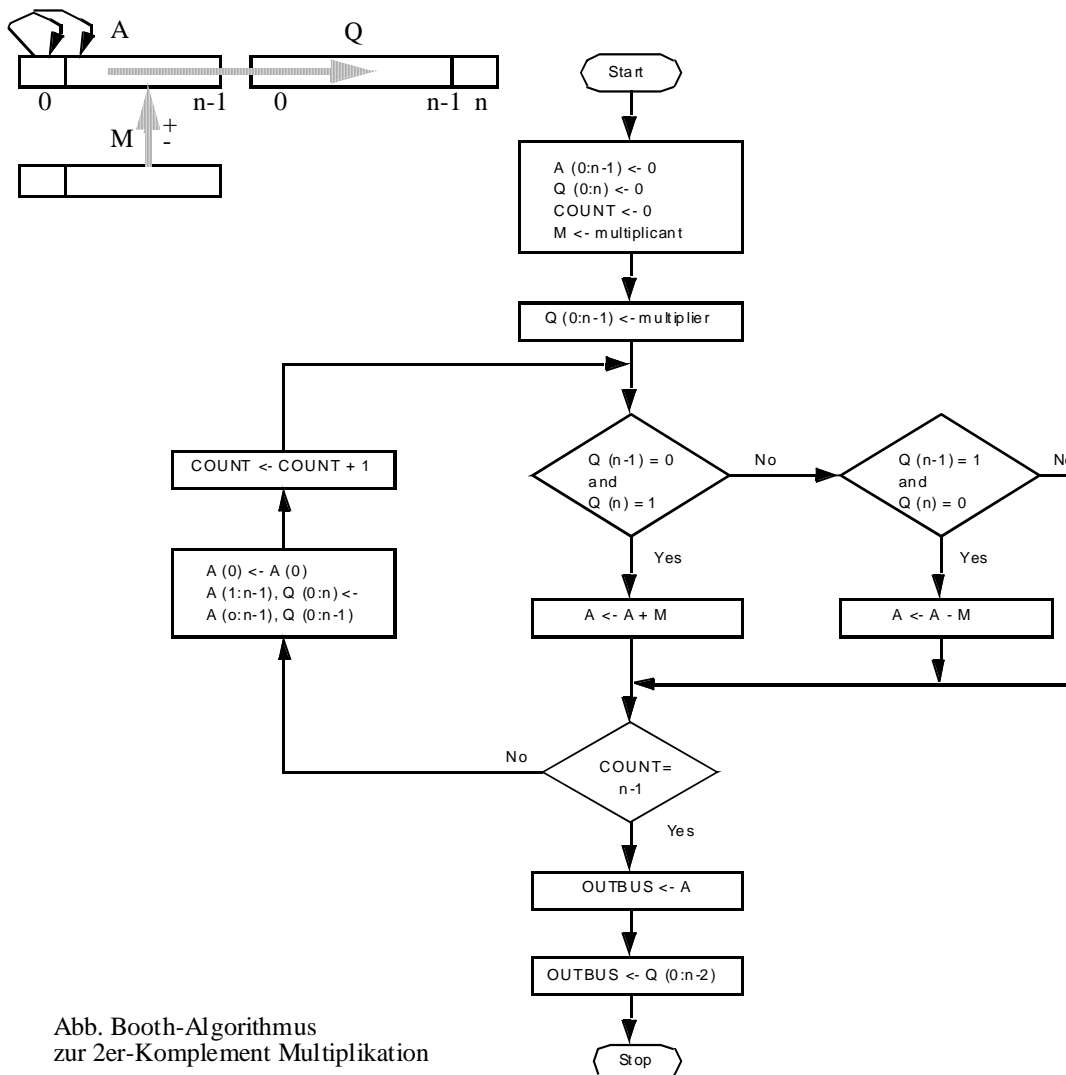 A
Q
0
n-1
0
n-1
n
M
+
-
Start
A (0:n-1) <- 0
Q (0:n) <- 0
COUNT <- 0
M <- multiplicant
Q (0:n-1) <- multiplier
COUNT <- COUNT + 1
Q (n-1) = 0
and
Q (n) = 1
No
Q (n-1) = 1
and
Q (n) = 0
Yes
Yes
A (0) <- A (0)
A (1:n-1), Q (0:n) <-
A (o:n-1), Q (0:n-1)
A <- A + M
A <- A - M
No
COUNT=
n-1
Yes
OUTBUS <- A
OUTBUS <- Q (0:n-2)
Stop
Abb. Booth-Algorithmus
zur 2er-Komplement Multiplikation